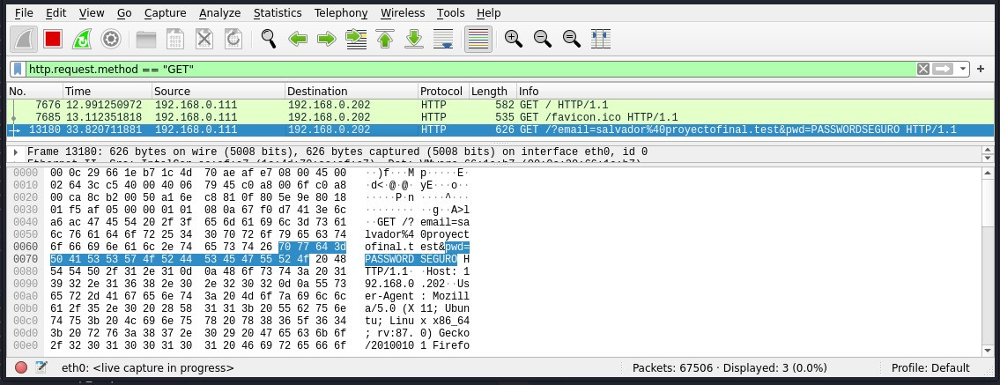 File Edit View Go Capture Analyze Statistics Telephony Wireless Tools Help
http.request.method == "GET"
No. Time Source Destination Protocol Length Info
7676 12.991250972 192.168.0.111 192.168.0.202 HTTP 582 GET / HTTP/1.1
7685 13.112351818 192.168.0.111 192.168.0.202 HTTP 535 GET /favicon.ico HTTP/1.1
13180 33.820711881 192.168.0.111 192.168.0.202 HTTP 626 GET /?email=salvador%40proyectofinal.test&pwd=PASSWORDSEGURO HTTP/1.1
Frame 13180: 626 bytes on wire (5008 bits), 626 bytes captured (5008 bits) on interface eth0, id 0
0000 00 0c 29 66 1e b7 1c 4d 70 ae af e7 08 00 45 00 ··)f···M p·····E·
0010 02 64 3c c5 40 00 40 06 79 45 c0 a8 00 6f c0 a8 ·d<·@·@· yE···o··
0020 00 ca 8c b2 00 50 a1 6e c8 81 0f 80 5e 9e 80 18 ·····P·n ····^···
0030 01 f5 af 05 00 00 01 01 08 0a 67 f0 d7 41 3e 6c ········ ··g··A>l
0040 a6 ac 47 45 54 20 2f 3f 65 6d 61 69 6c 3d 73 61 ··GET /? email=sa
0050 6c 76 61 64 6f 72 25 34 30 70 72 6f 79 65 63 74 lvador%4 0proyect
0060 6f 66 69 6e 61 6c 2e 74 65 73 74 26 70 77 64 3d ofinal.t est&pwd=
0070 50 41 53 53 57 4f 52 44 53 45 47 55 52 4f 20 48 PASSWORD SEGURO H
0080 54 54 50 2f 31 2e 31 0d 0a 48 6f 73 74 3a 20 31 TTP/1.1· ·Host: 1
0090 39 32 2e 31 36 38 2e 30 2e 32 30 32 0d 0a 55 73 92.168.0 .202··Us
00a0 65 72 2d 41 67 65 6e 74 3a 20 4d 6f 7a 69 6c 6c er-Agent : Mozill
00b0 61 2f 35 2e 30 20 28 58 31 31 3b 20 55 62 75 6e a/5.0 (X 11; Ubun
00c0 74 75 3b 20 4c 69 6e 75 78 20 78 38 36 5f 36 34 tu; Linu x x86_64
00d0 3b 20 72 76 3a 38 37 2e 30 29 20 47 65 63 6b 6f ; rv:87. 0) Gecko
00e0 2f 32 30 31 30 30 31 30 31 20 46 69 72 65 66 6f /2010010 1 Firefo
eth0: <live capture in progress> Packets: 67506 · Displayed: 3 (0.0%) Profile: Default